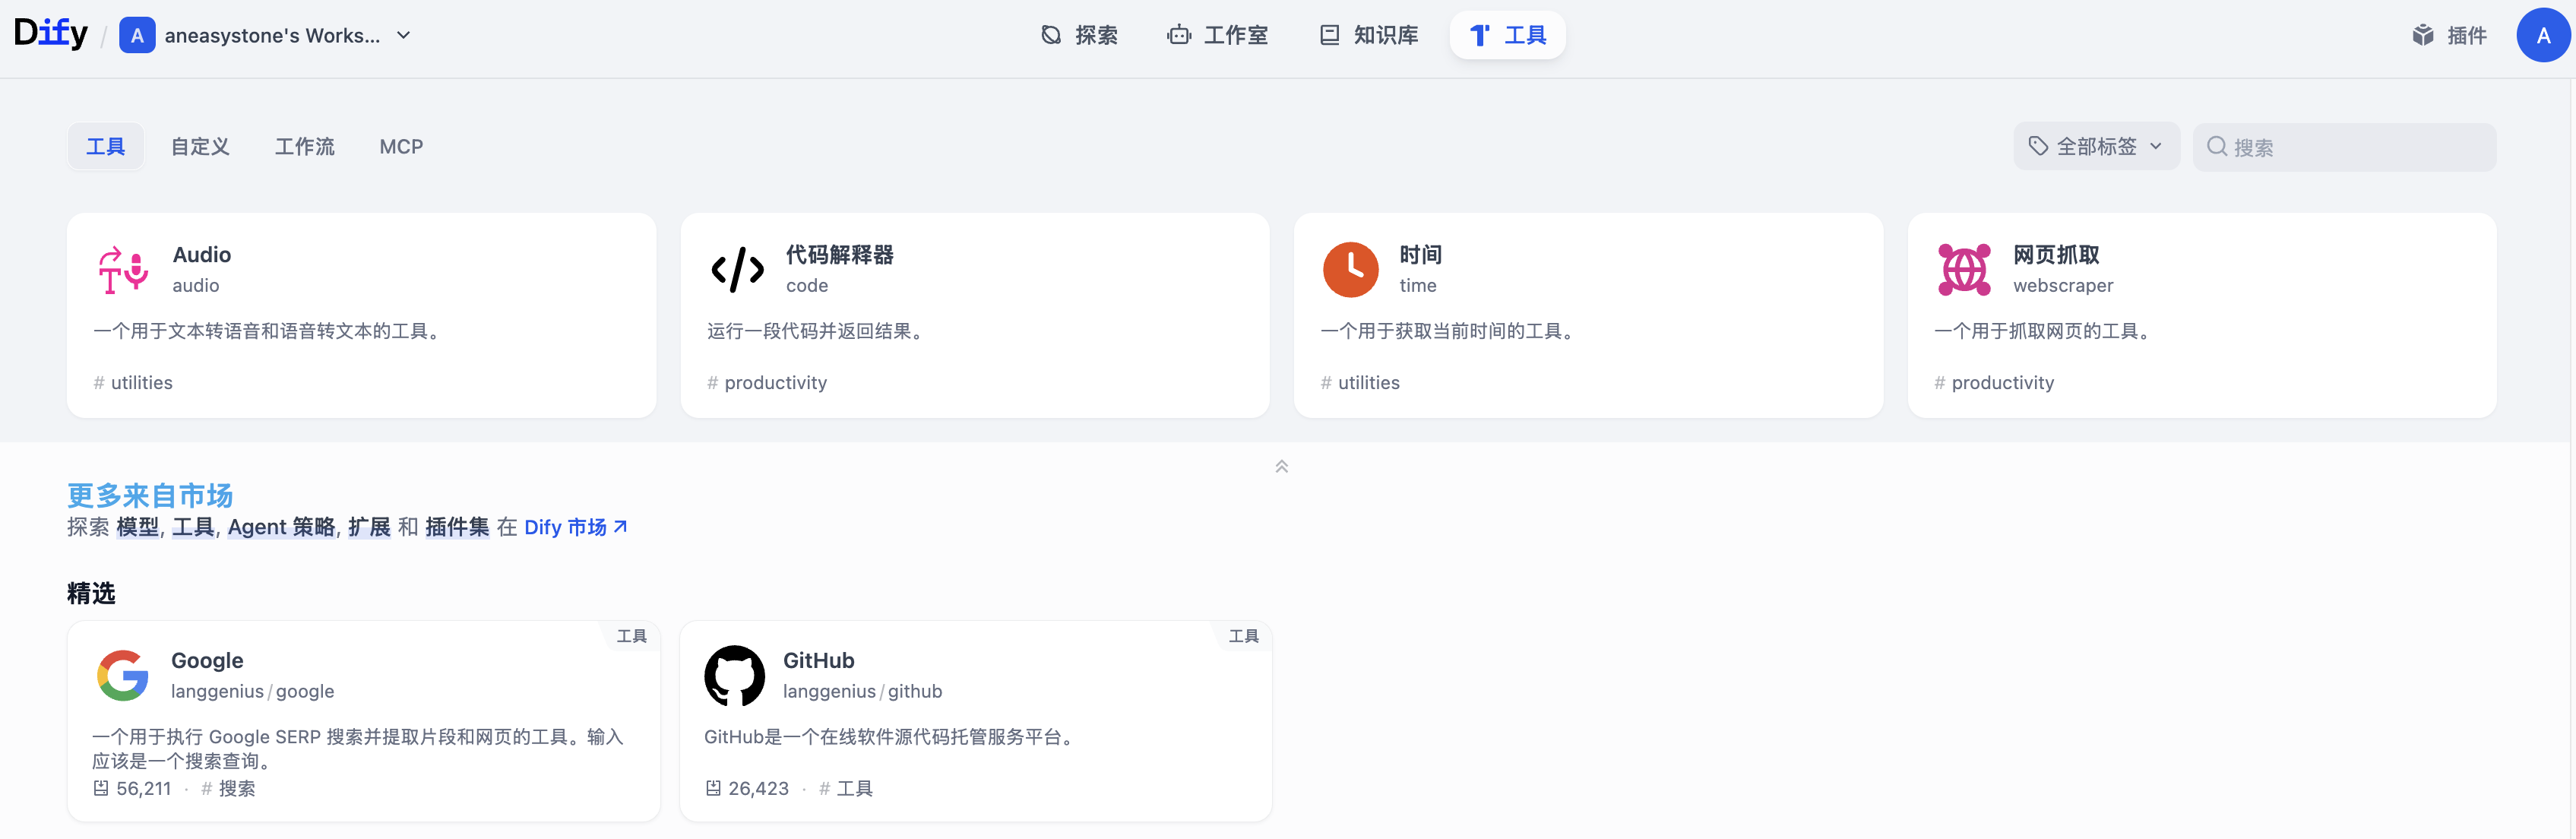 Dify / A aneasystone's Works... 探索 工作室 知识库 工具 插件 A
工具 自定义 工作流 MCP 全部标签 搜索
Audio
audio
一个用于文本转语音和语音转文本的工具。
# utilities
代码解释器
code
运行一段代码并返回结果。
# productivity
时间
time
一个用于获取当前时间的工具。
# utilities
网页抓取
webscraper
一个用于抓取网页的工具。
# productivity
更多来自市场
探索 模型, 工具, Agent 策略, 扩展 和 插件集 在 Dify 市场
精选
工具
Google
langgenius / google
一个用于执行 Google SERP 搜索并提取片段和网页的工具。输入
应该是一个搜索查询。
56,211 · # 搜索
工具
GitHub
langgenius / github
GitHub是一个在线软件源代码托管服务平台。
26,423 · # 工具